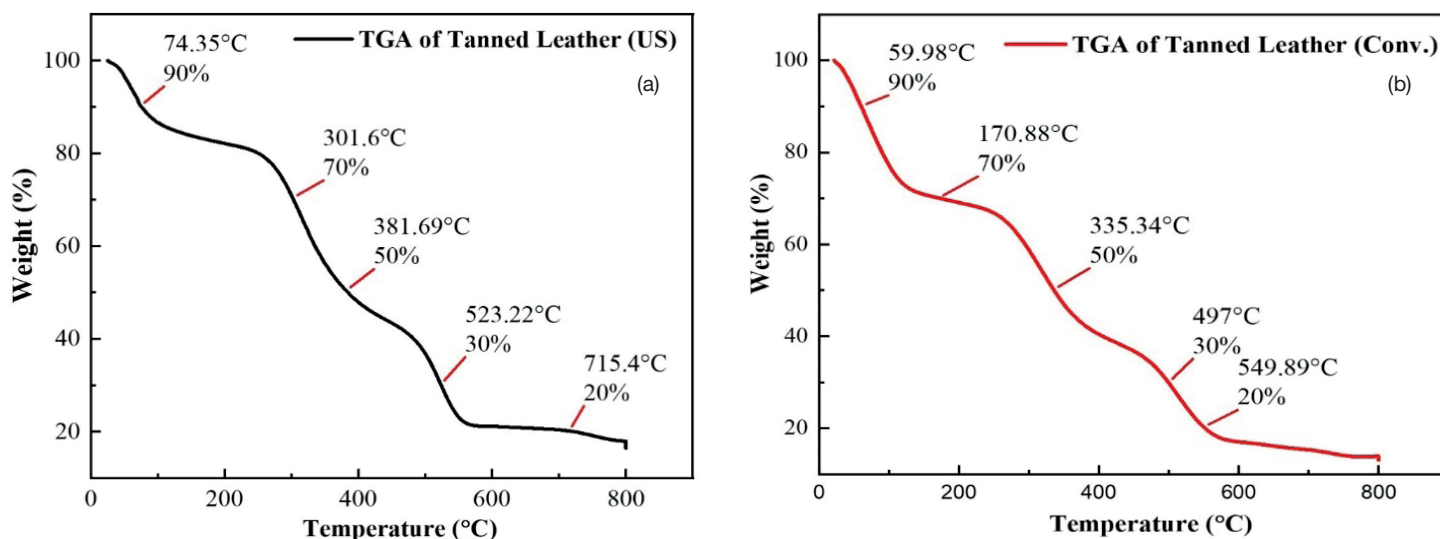 TGA of Tanned Leather (US)
(a)
74.35°C
90%
301.6°C
70%
381.69°C
50%
523.22°C
30%
715.4°C
20%
Weight (%)
100
80
60
40
20
0
200
400
600
800
Temperature (°C)
TGA of Tanned Leather (Conv.)
(b)
59.98°C
90%
170.88°C
70%
335.34°C
50%
497°C
30%
549.89°C
20%
Weight (%)
100
80
60
40
20
0
200
400
600
800
Temperature (°C)